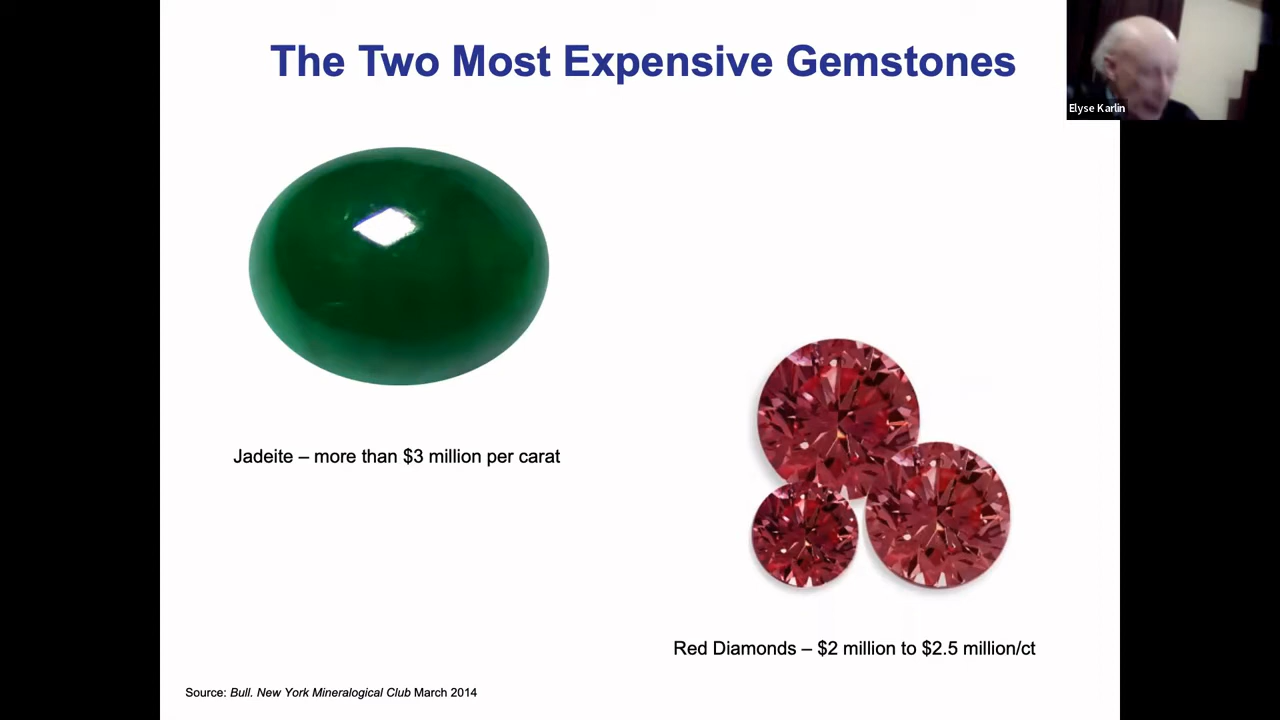 The Two Most Expensive Gemstones
Elyse Karlin
Jadeite – more than $3 million per carat
Red Diamonds – $2 million to $2.5 million/ct
Source: Bull. New York Mineralogical Club March 2014